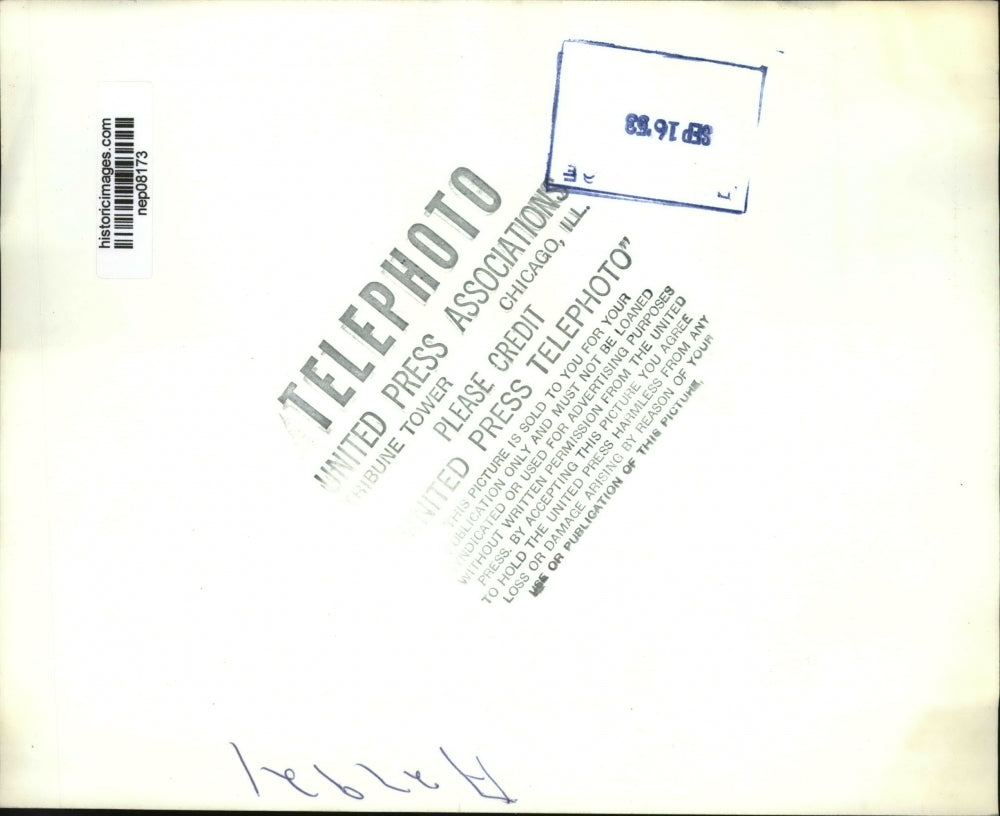 historicimages.com
nep08173
SEP 16 '53
TELEPHOTO
UNITED PRESS ASSOCIATIONS
TRIBUNE TOWER CHICAGO, ILL.
PLEASE CREDIT
UNITED PRESS TELEPHOTO"
THIS PICTURE IS SOLD TO YOU FOR YOUR
PUBLICATION ONLY AND MUST NOT BE LOANED
SYNDICATED OR USED FOR ADVERTISING PURPOSES
WITHOUT WRITTEN PERMISSION FROM THE UNITED
PRESS. BY ACCEPTING THIS PICTURE YOU AGREE
TO HOLD THE UNITED PRESS HARMLESS FROM ANY
LOSS OR DAMAGE ARISING BY REASON OF YOUR
USE OR PUBLICATION OF THIS PICTURE.